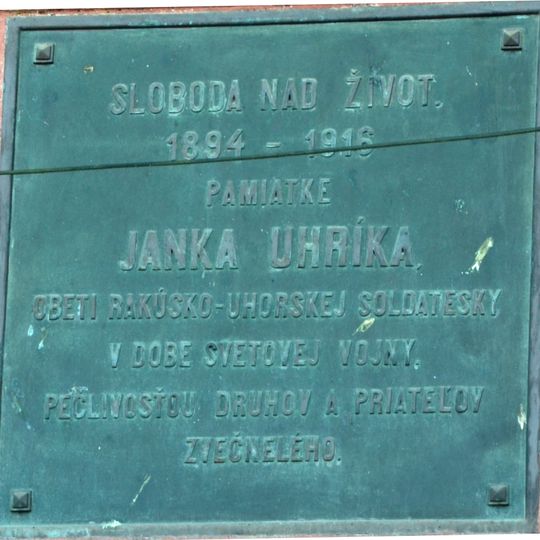 SLOBODA NAD ŽIVOT.
1894 - 1916
PAMIATKE
JANKA UHRÍKA,
OBETI RAKÚSKO-UHORSKEJ SOLDATESKY
V DOBE SVETOVEJ VOJNY,
PEČLIVOSŤOU DRUHOV A PRIATEĽOV
ZVEČNELÉHO.